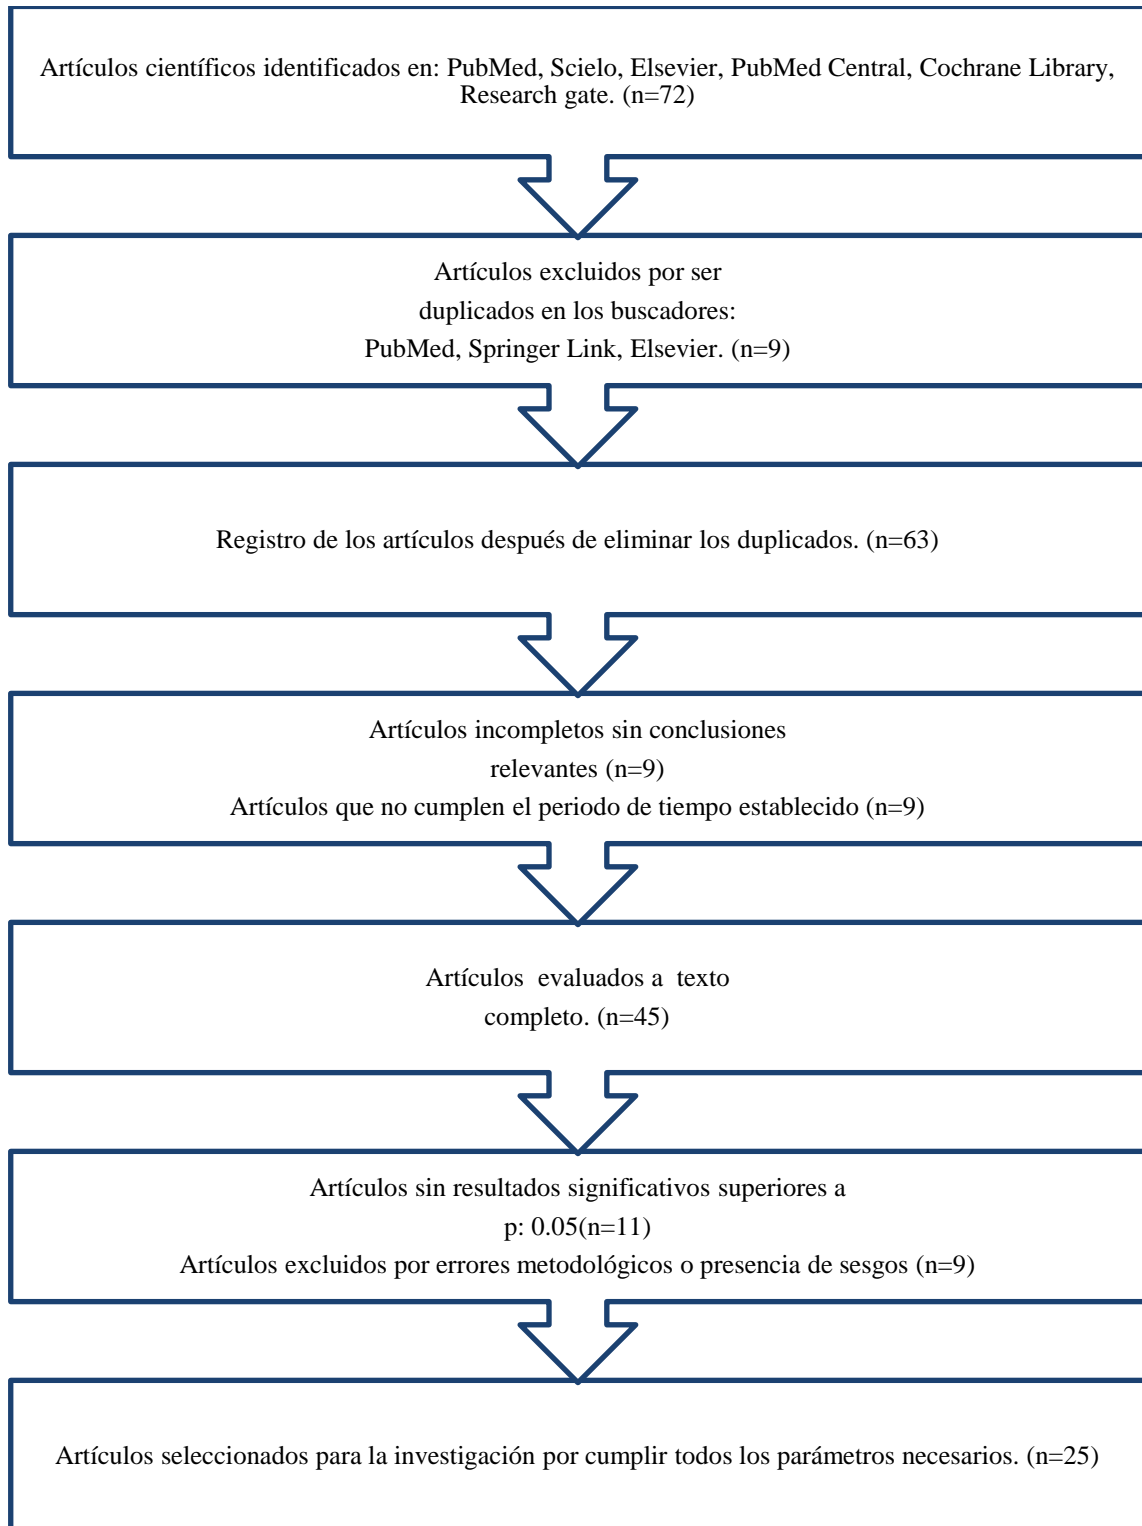 Artículos científicos identificados en: PubMed, Scielo, Elsevier, PubMed Central, Cochrane Library,
Research gate. (n=72)
Artículos excluidos por ser
duplicados en los buscadores:
PubMed, Springer Link, Elsevier. (n=9)
Registro de los artículos después de eliminar los duplicados. (n=63)
Artículos incompletos sin conclusiones
relevantes (n=9)
Artículos que no cumplen el periodo de tiempo establecido (n=9)
Artículos evaluados a texto
completo. (n=45)
Artículos sin resultados significativos superiores a
p: 0.05(n=11)
Artículos excluidos por errores metodológicos o presencia de sesgos (n=9)
Artículos seleccionados para la investigación por cumplir todos los parámetros necesarios. (n=25)